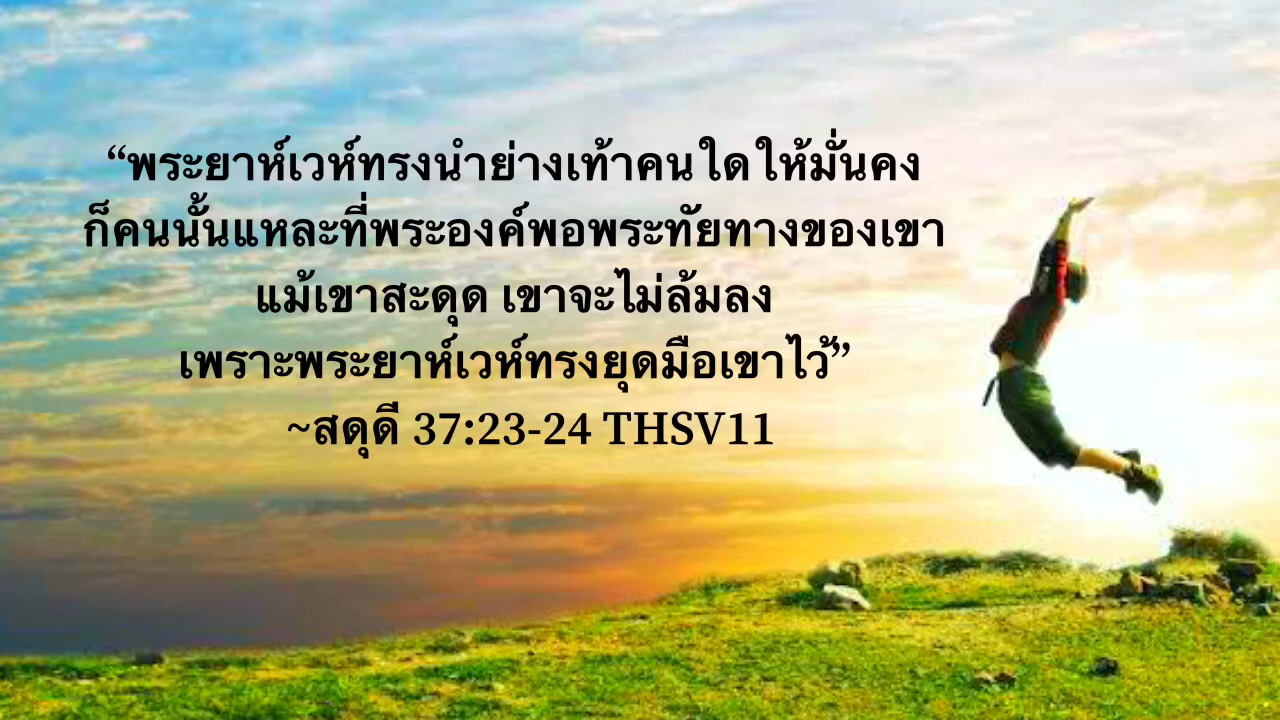 “พระยาห์เวห์ทรงนำย่างเท้าคนใดให้มั่นคง
ก็คนนั้นแหละที่พระองค์พอพระทัยทางของเขา
แม้เขาสะดุด เขาจะไม่ล้มลง
เพราะพระยาห์เวห์ทรงยุดมือเขาไว้”
~สดุดี 37:23-24 THSV11